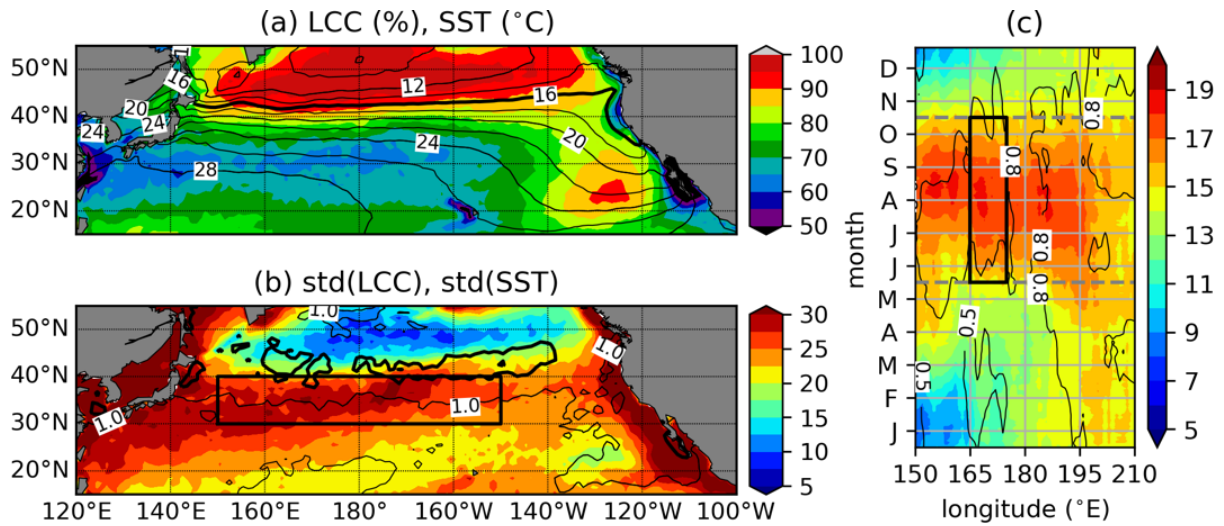 (a) LCC (%), SST (°C)
50°N
40°N
30°N
20°N
16
20
24
24
28
12
16
24
20
100
90
80
70
60
50
(b) std(LCC), std(SST)
50°N
40°N
30°N
20°N
1.0
1.0
1.0
1.0
30
25
20
15
10
5
120°E 140°E 160°E 180° 160°W 140°W 120°W 100°W
(c)
month
D
N
O
S
A
J
J
M
A
M
F
J
0.8
0.8
0.8
0.8
0.5
0.5
150 165 180 195 210
longitude (°E)
19
17
15
13
11
9
7
5